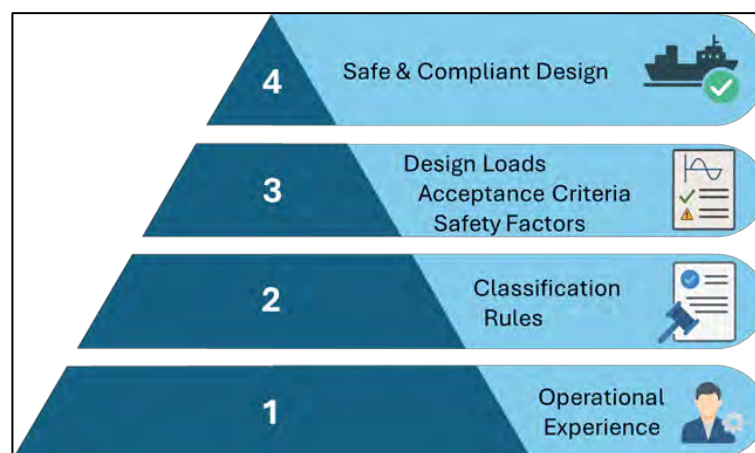 4
Safe & Compliant Design
3
Design Loads
Acceptance Criteria
Safety Factors
2
Classification
Rules
1
Operational
Experience